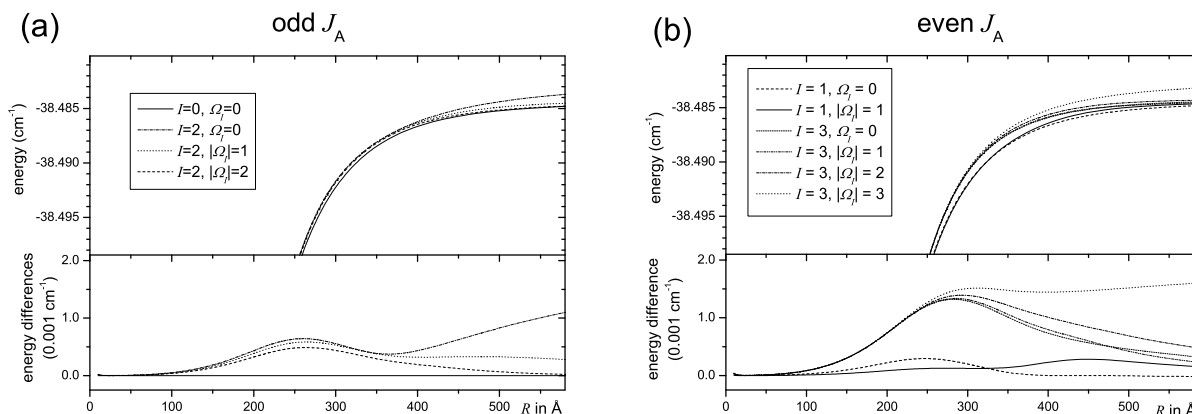 (a)
odd J_A
energy (cm⁻¹)
-38.485
-38.490
-38.495
I=0, Ω_I=0
I=2, Ω_I=0
I=2, |Ω_I|=1
I=2, |Ω_I|=2
energy differences
(0.001 cm⁻¹)
2.0
1.0
0.0
0 100 200 300 400 500 R in Å
(b)
even J_A
energy (cm⁻¹)
-38.485
-38.490
-38.495
I = 1, Ω_I = 0
I = 1, |Ω_I| = 1
I = 3, Ω_I = 0
I = 3, |Ω_I| = 1
I = 3, |Ω_I| = 2
I = 3, |Ω_I| = 3
energy difference
(0.001 cm⁻¹)
2.0
1.0
0.0
0 100 200 300 400 500 R in Å